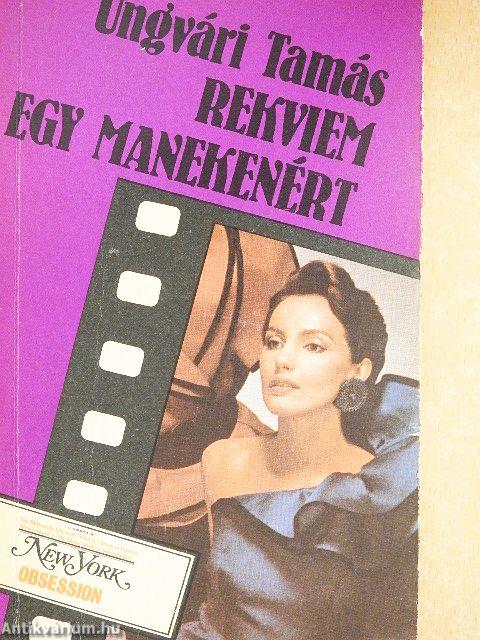 Ungvári Tamás
REKVIEM
EGY MANEKENÉRT
NEW YORK
OBSESSION
Antikvarium.hu